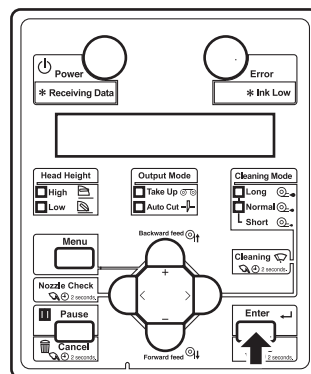 Power
Error
* Receiving Data
* Ink Low
Head Height
High
Low
Output Mode
Take Up
Auto Cut
Cleaning Mode
Long
Normal
Short
Menu
Backward feed
+
< >
−
Forward feed
Cleaning
2 seconds.
Nozzle Check
2 seconds.
Pause
Cancel
2 seconds.
Enter